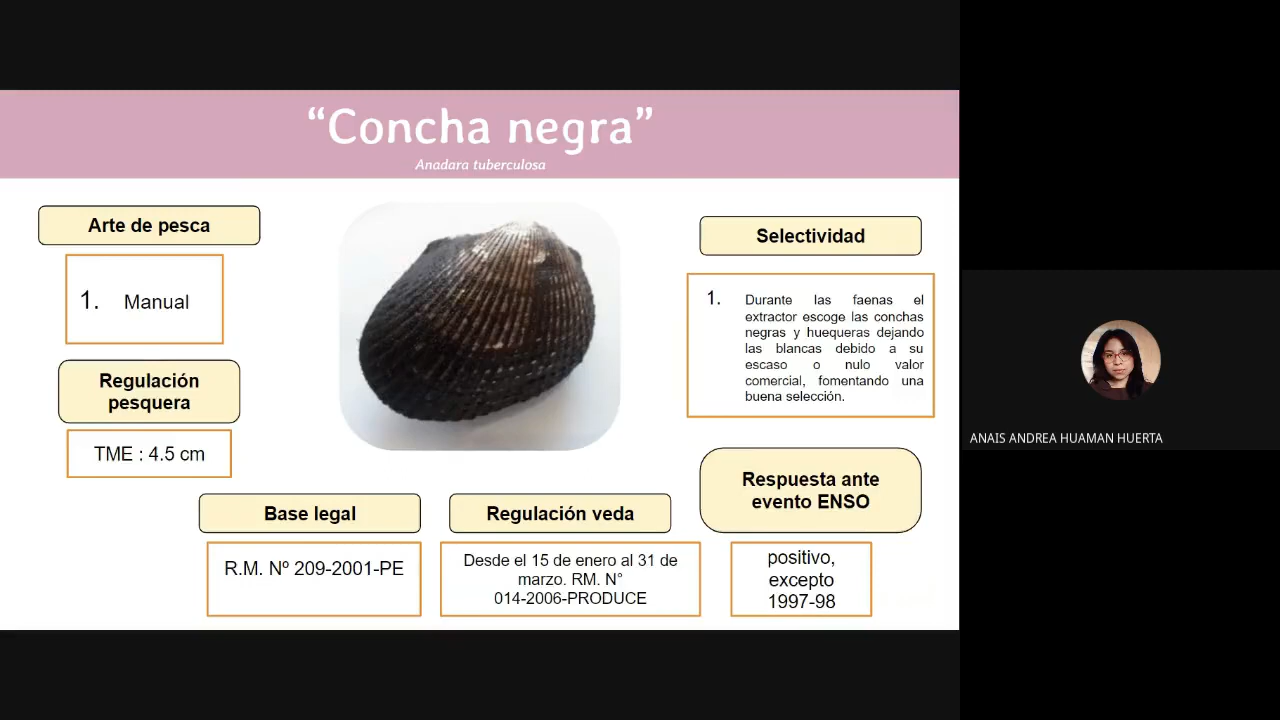 “Concha negra”
Anadara tuberculosa
Arte de pesca
1. Manual
Regulación
pesquera
TME : 4.5 cm
Selectividad
1. Durante las faenas el
extractor escoge las conchas
negras y huequeras dejando
las blancas debido a su
escaso o nulo valor
comercial, fomentando una
buena selección.
Base legal
R.M. Nº 209-2001-PE
Regulación veda
Desde el 15 de enero al 31 de
marzo. RM. N°
014-2006-PRODUCE
Respuesta ante
evento ENSO
positivo,
excepto
1997-98
ANAIS ANDREA HUAMAN HUERTA